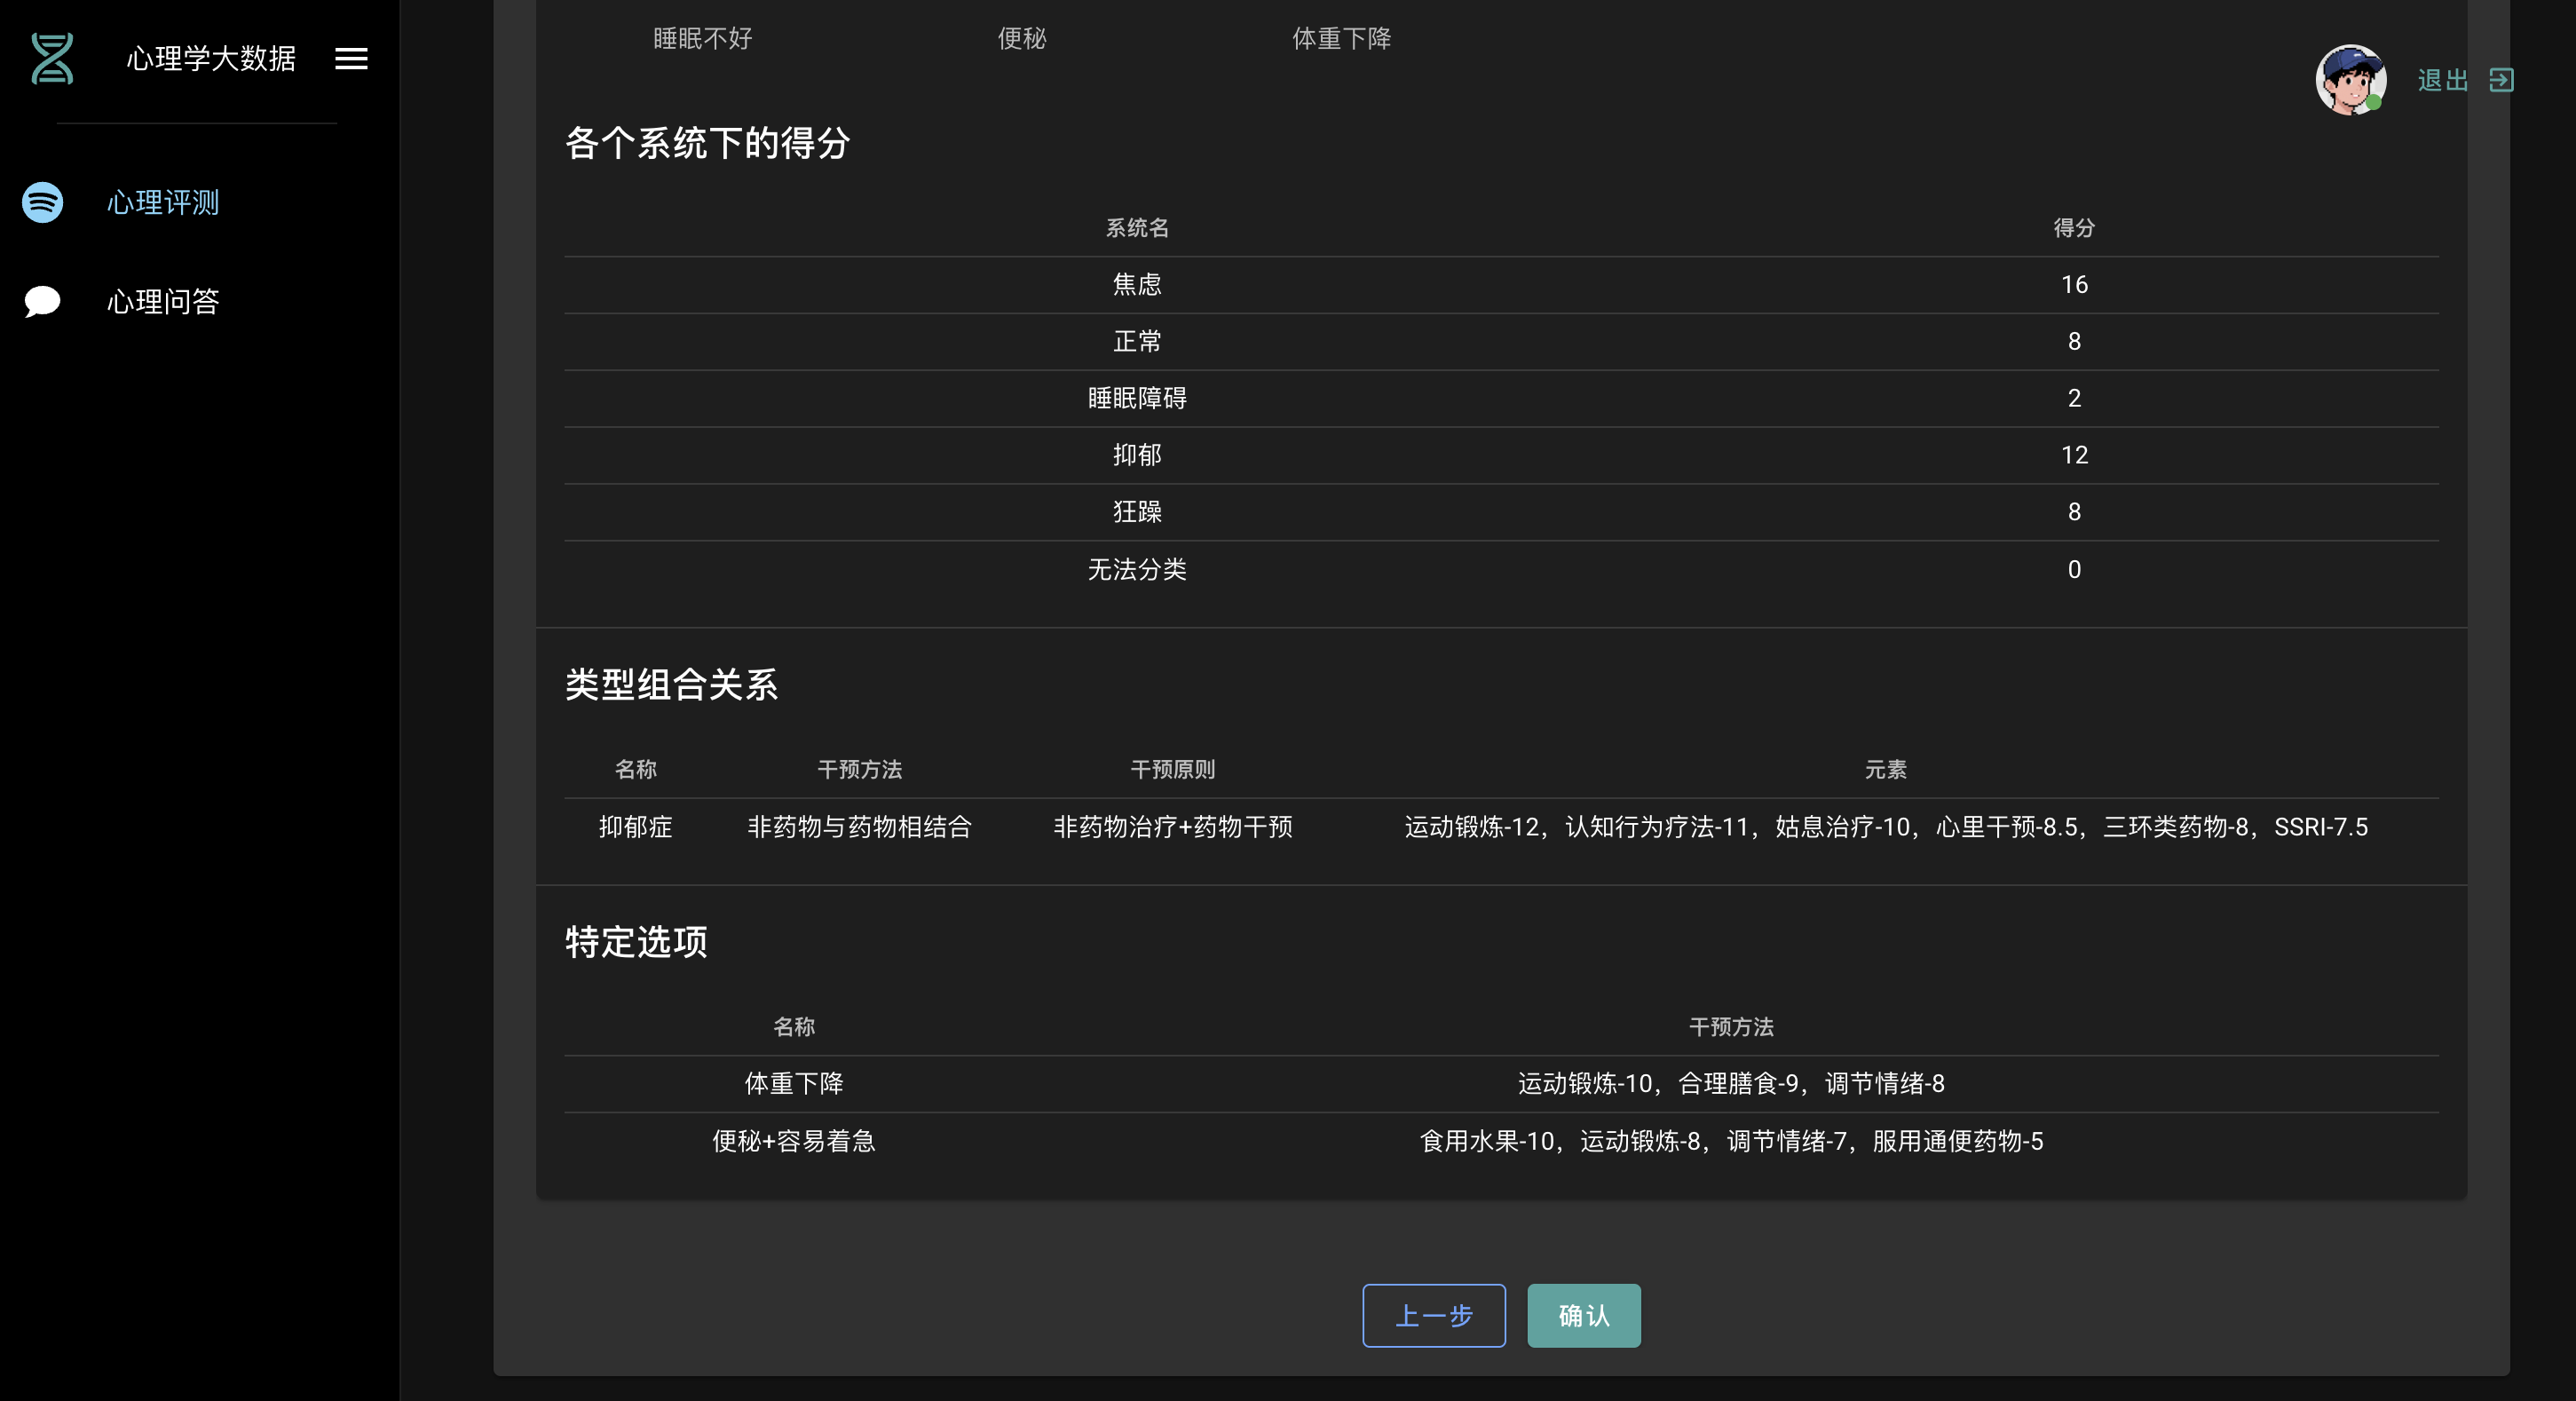 心理学大数据
心理评测
心理问答
退出
睡眠不好 便秘 体重下降
各个系统下的得分
系统名 得分
焦虑 16
正常 8
睡眠障碍 2
抑郁 12
狂躁 8
无法分类 0
类型组合关系
名称 干预方法 干预原则 元素
抑郁症 非药物与药物相结合 非药物治疗+药物干预 运动锻炼-12，认知行为疗法-11，姑息治疗-10，心里干预-8.5，三环类药物-8，SSRI-7.5
特定选项
名称 干预方法
体重下降 运动锻炼-10，合理膳食-9，调节情绪-8
便秘+容易着急 食用水果-10，运动锻炼-8，调节情绪-7，服用通便药物-5
上一步 确认